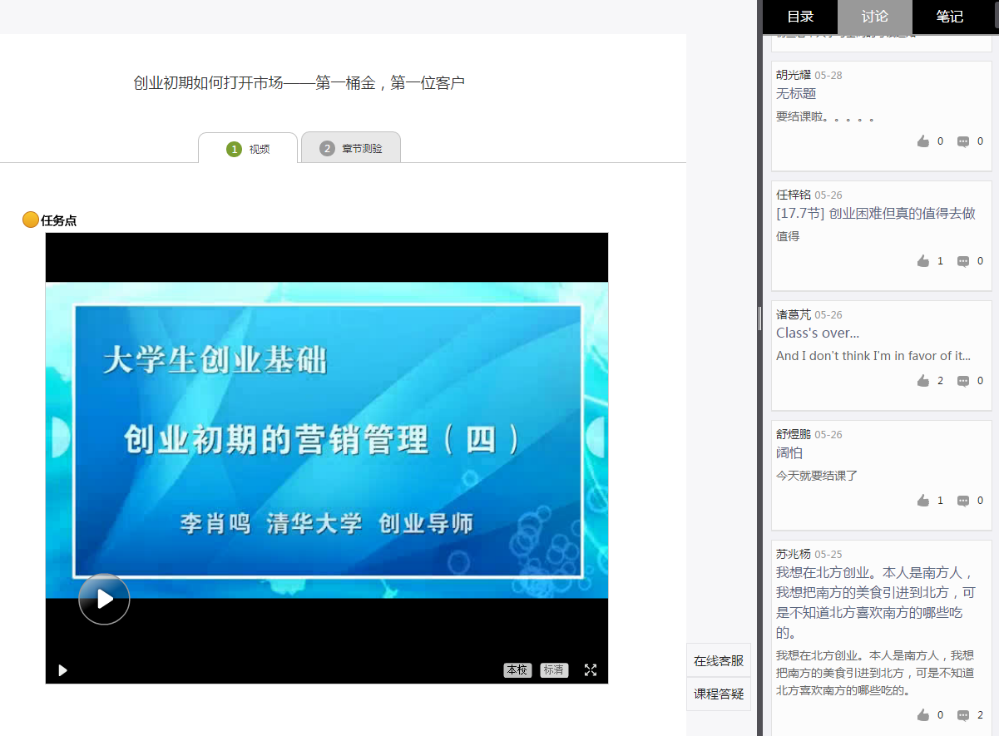 创业初期如何打开市场——第一桶金，第一位客户
1 视频
2 章节测验
任务点
大学生创业基础
创业初期的营销管理（四）
李肖鸣 清华大学 创业导师
本校
标清
在线客服
课程答疑
目录
讨论
笔记
胡光耀 05-28
无标题
要结课啦。。。。。
0 0
任梓铭 05-26
[17.7节] 创业困难但真的值得去做
值得
1 0
诸葛芃 05-26
Class's over...
And I don't think I'm in favor of it...
2 0
舒煜鹏 05-26
阔怕
今天就要结课了
1 0
苏兆杨 05-25
我想在北方创业。本人是南方人，
我想把南方的美食引进到北方，可
是不知道北方喜欢南方的哪些吃
的。
我想在北方创业。本人是南方人，我想
把南方的美食引进到北方，可是不知道
北方喜欢南方的哪些吃的。
0 2